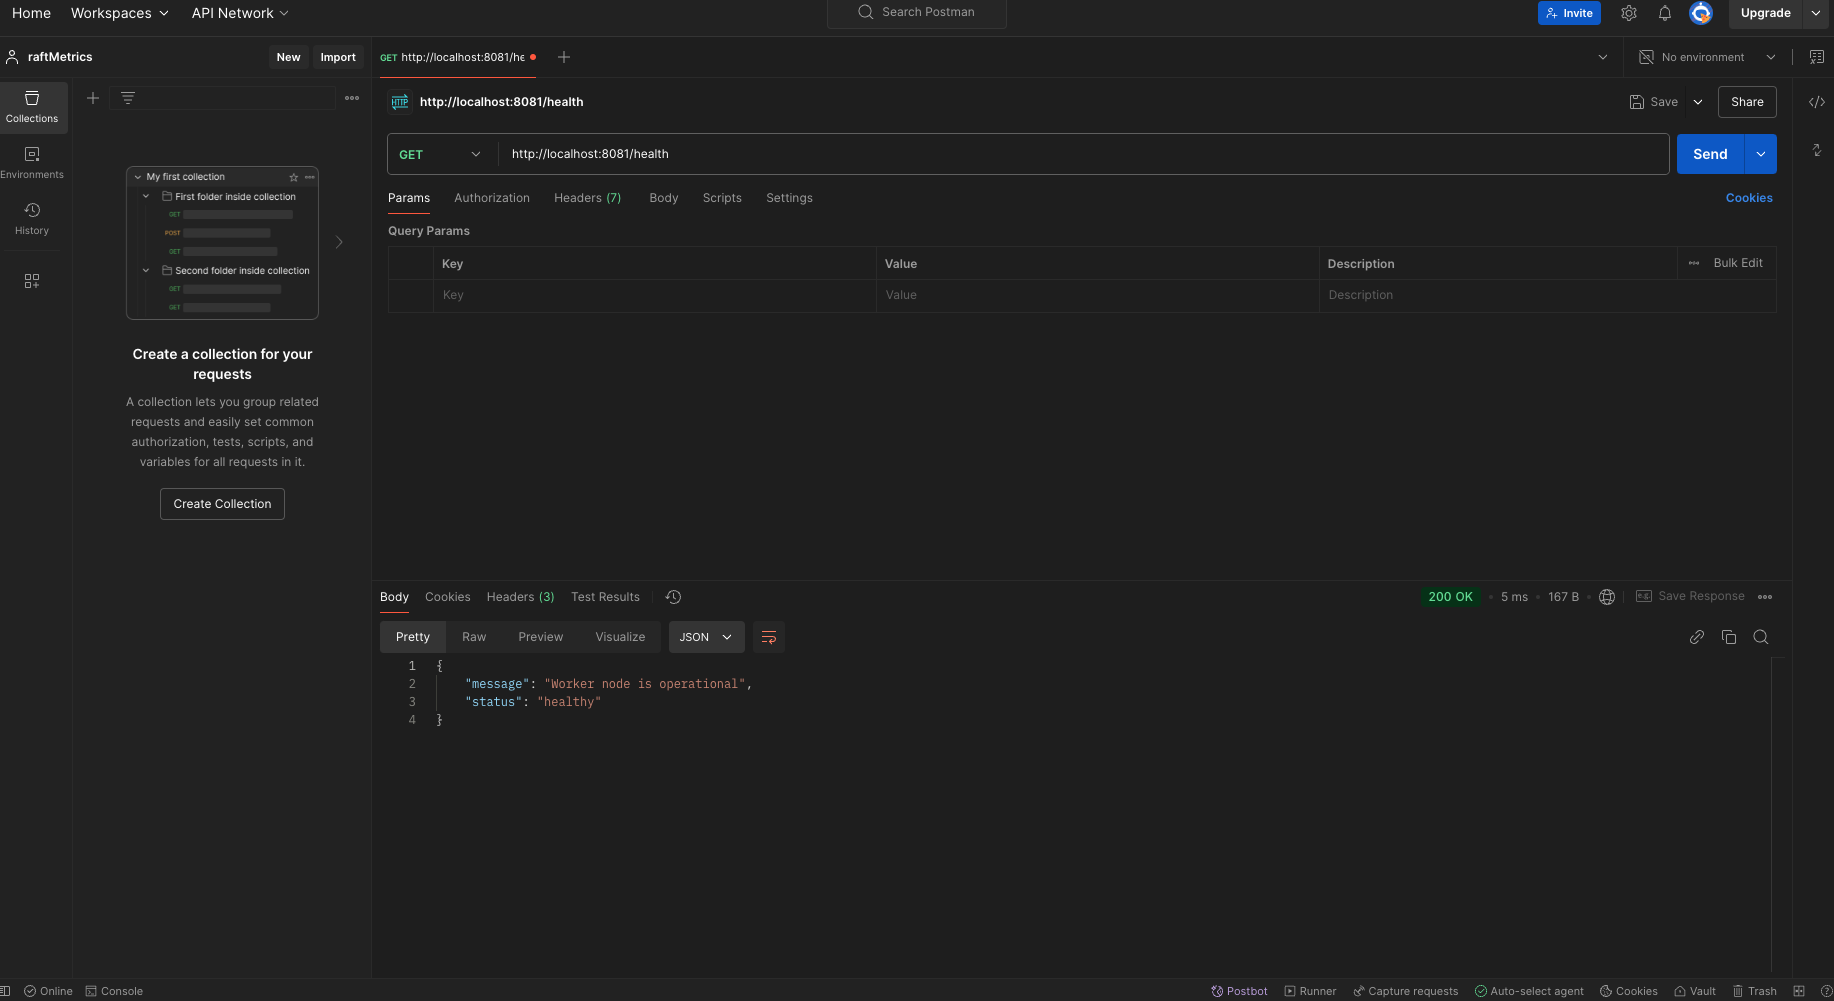 Home Workspaces API Network
Search Postman
Invite
Upgrade
raftMetrics
New Import
GET http://localhost:8081/he
No environment
Collections
Environments
History
My first collection
First folder inside collection
GET
POST
GET
Second folder inside collection
GET
GET
Create a collection for your
requests
A collection lets you group related
requests and easily set common
authorization, tests, scripts, and
variables for all requests in it.
Create Collection
HTTP http://localhost:8081/health
Save Share
GET http://localhost:8081/health
Send
Params Authorization Headers (7) Body Scripts Settings
Cookies
Query Params
Key Value Description Bulk Edit
Key Value Description
Body Cookies Headers (3) Test Results
200 OK • 5 ms • 167 B • e.g. Save Response
Pretty Raw Preview Visualize JSON
1 {
2 "message": "Worker node is operational",
3 "status": "healthy"
4 }
Online Console
Postbot Runner Capture requests Auto-select agent Cookies Vault Trash